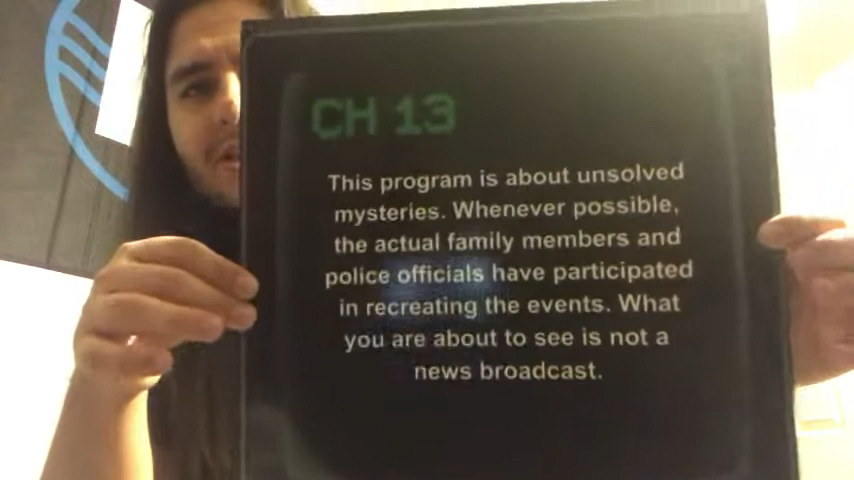 CH 13
This program is about unsolved
mysteries. Whenever possible,
the actual family members and
police officials have participated
in recreating the events. What
you are about to see is not a
news broadcast.